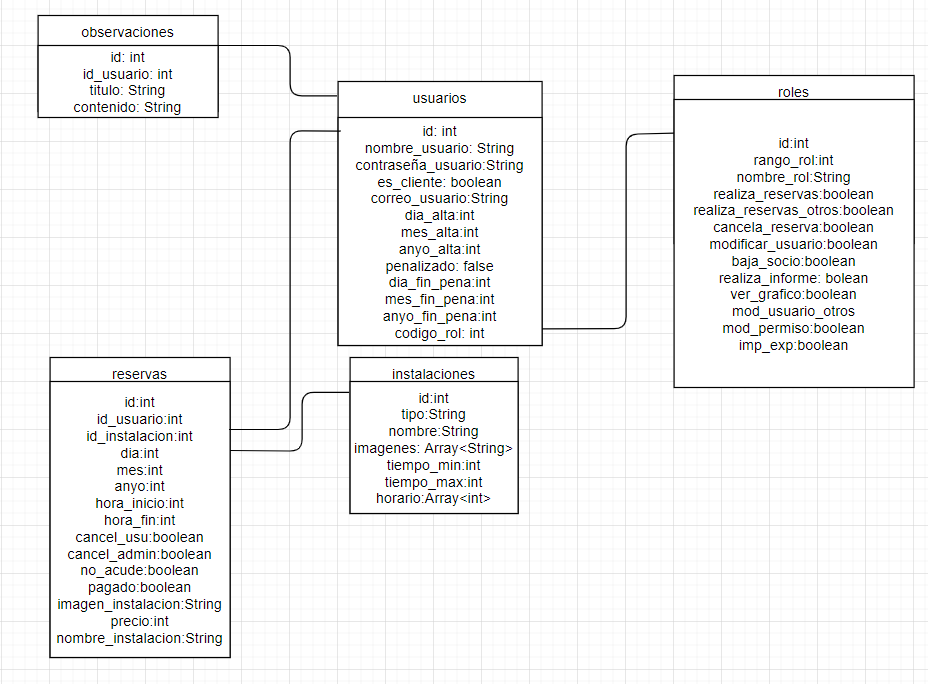 observaciones
id: int
id_usuario: int
titulo: String
contenido: String
usuarios
id: int
nombre_usuario: String
contraseña_usuario:String
es_cliente: boolean
correo_usuario:String
dia_alta:int
mes_alta:int
anyo_alta:int
penalizado: false
dia_fin_pena:int
mes_fin_pena:int
anyo_fin_pena:int
codigo_rol: int
roles
id:int
rango_rol:int
nombre_rol:String
realiza_reservas:boolean
realiza_reservas_otros:boolean
cancela_reserva:boolean
modificar_usuario:boolean
baja_socio:boolean
realiza_informe: bolean
ver_grafico:boolean
mod_usuario_otros
mod_permiso:boolean
imp_exp:boolean
reservas
id:int
id_usuario:int
id_instalacion:int
dia:int
mes:int
anyo:int
hora_inicio:int
hora_fin:int
cancel_usu:boolean
cancel_admin:boolean
no_acude:boolean
pagado:boolean
imagen_instalacion:String
precio:int
nombre_instalacion:String
instalaciones
id:int
tipo:String
nombre:String
imagenes: Array<String>
tiempo_min:int
tiempo_max:int
horario:Array<int>